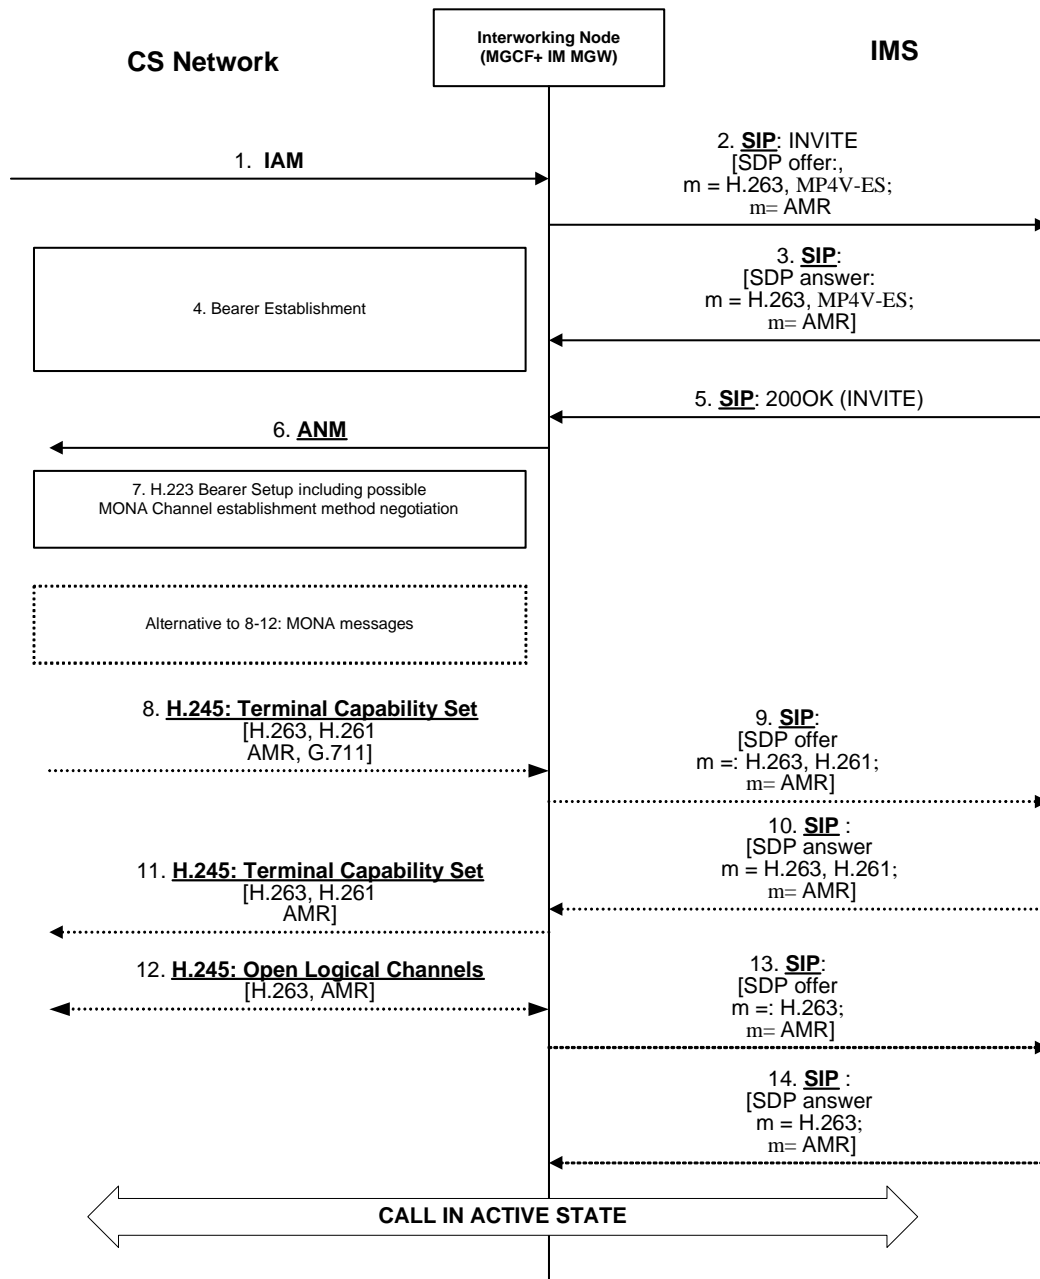 Interworking Node
(MGCF+ IM MGW)
CS Network
IMS
1. IAM
2. SIP: INVITE
[SDP offer:,
m = H.263, MP4V-ES;
m= AMR
3. SIP:
[SDP answer:
m = H.263, MP4V-ES;
m= AMR]
4. Bearer Establishment
5. SIP: 200OK (INVITE)
6. ANM
7. H.223 Bearer Setup including possible
MONA Channel establishment method negotiation
Alternative to 8-12: MONA messages
8. H.245: Terminal Capability Set
[H.263, H.261
AMR, G.711]
9. SIP:
[SDP offer
m =: H.263, H.261;
m= AMR]
10. SIP :
[SDP answer
m = H.263, H.261;
m= AMR]
11. H.245: Terminal Capability Set
[H.263, H.261
AMR]
12. H.245: Open Logical Channels
[H.263, AMR]
13. SIP:
[SDP offer
m =: H.263;
m= AMR]
14. SIP :
[SDP answer
m = H.263;
m= AMR]
CALL IN ACTIVE STATE